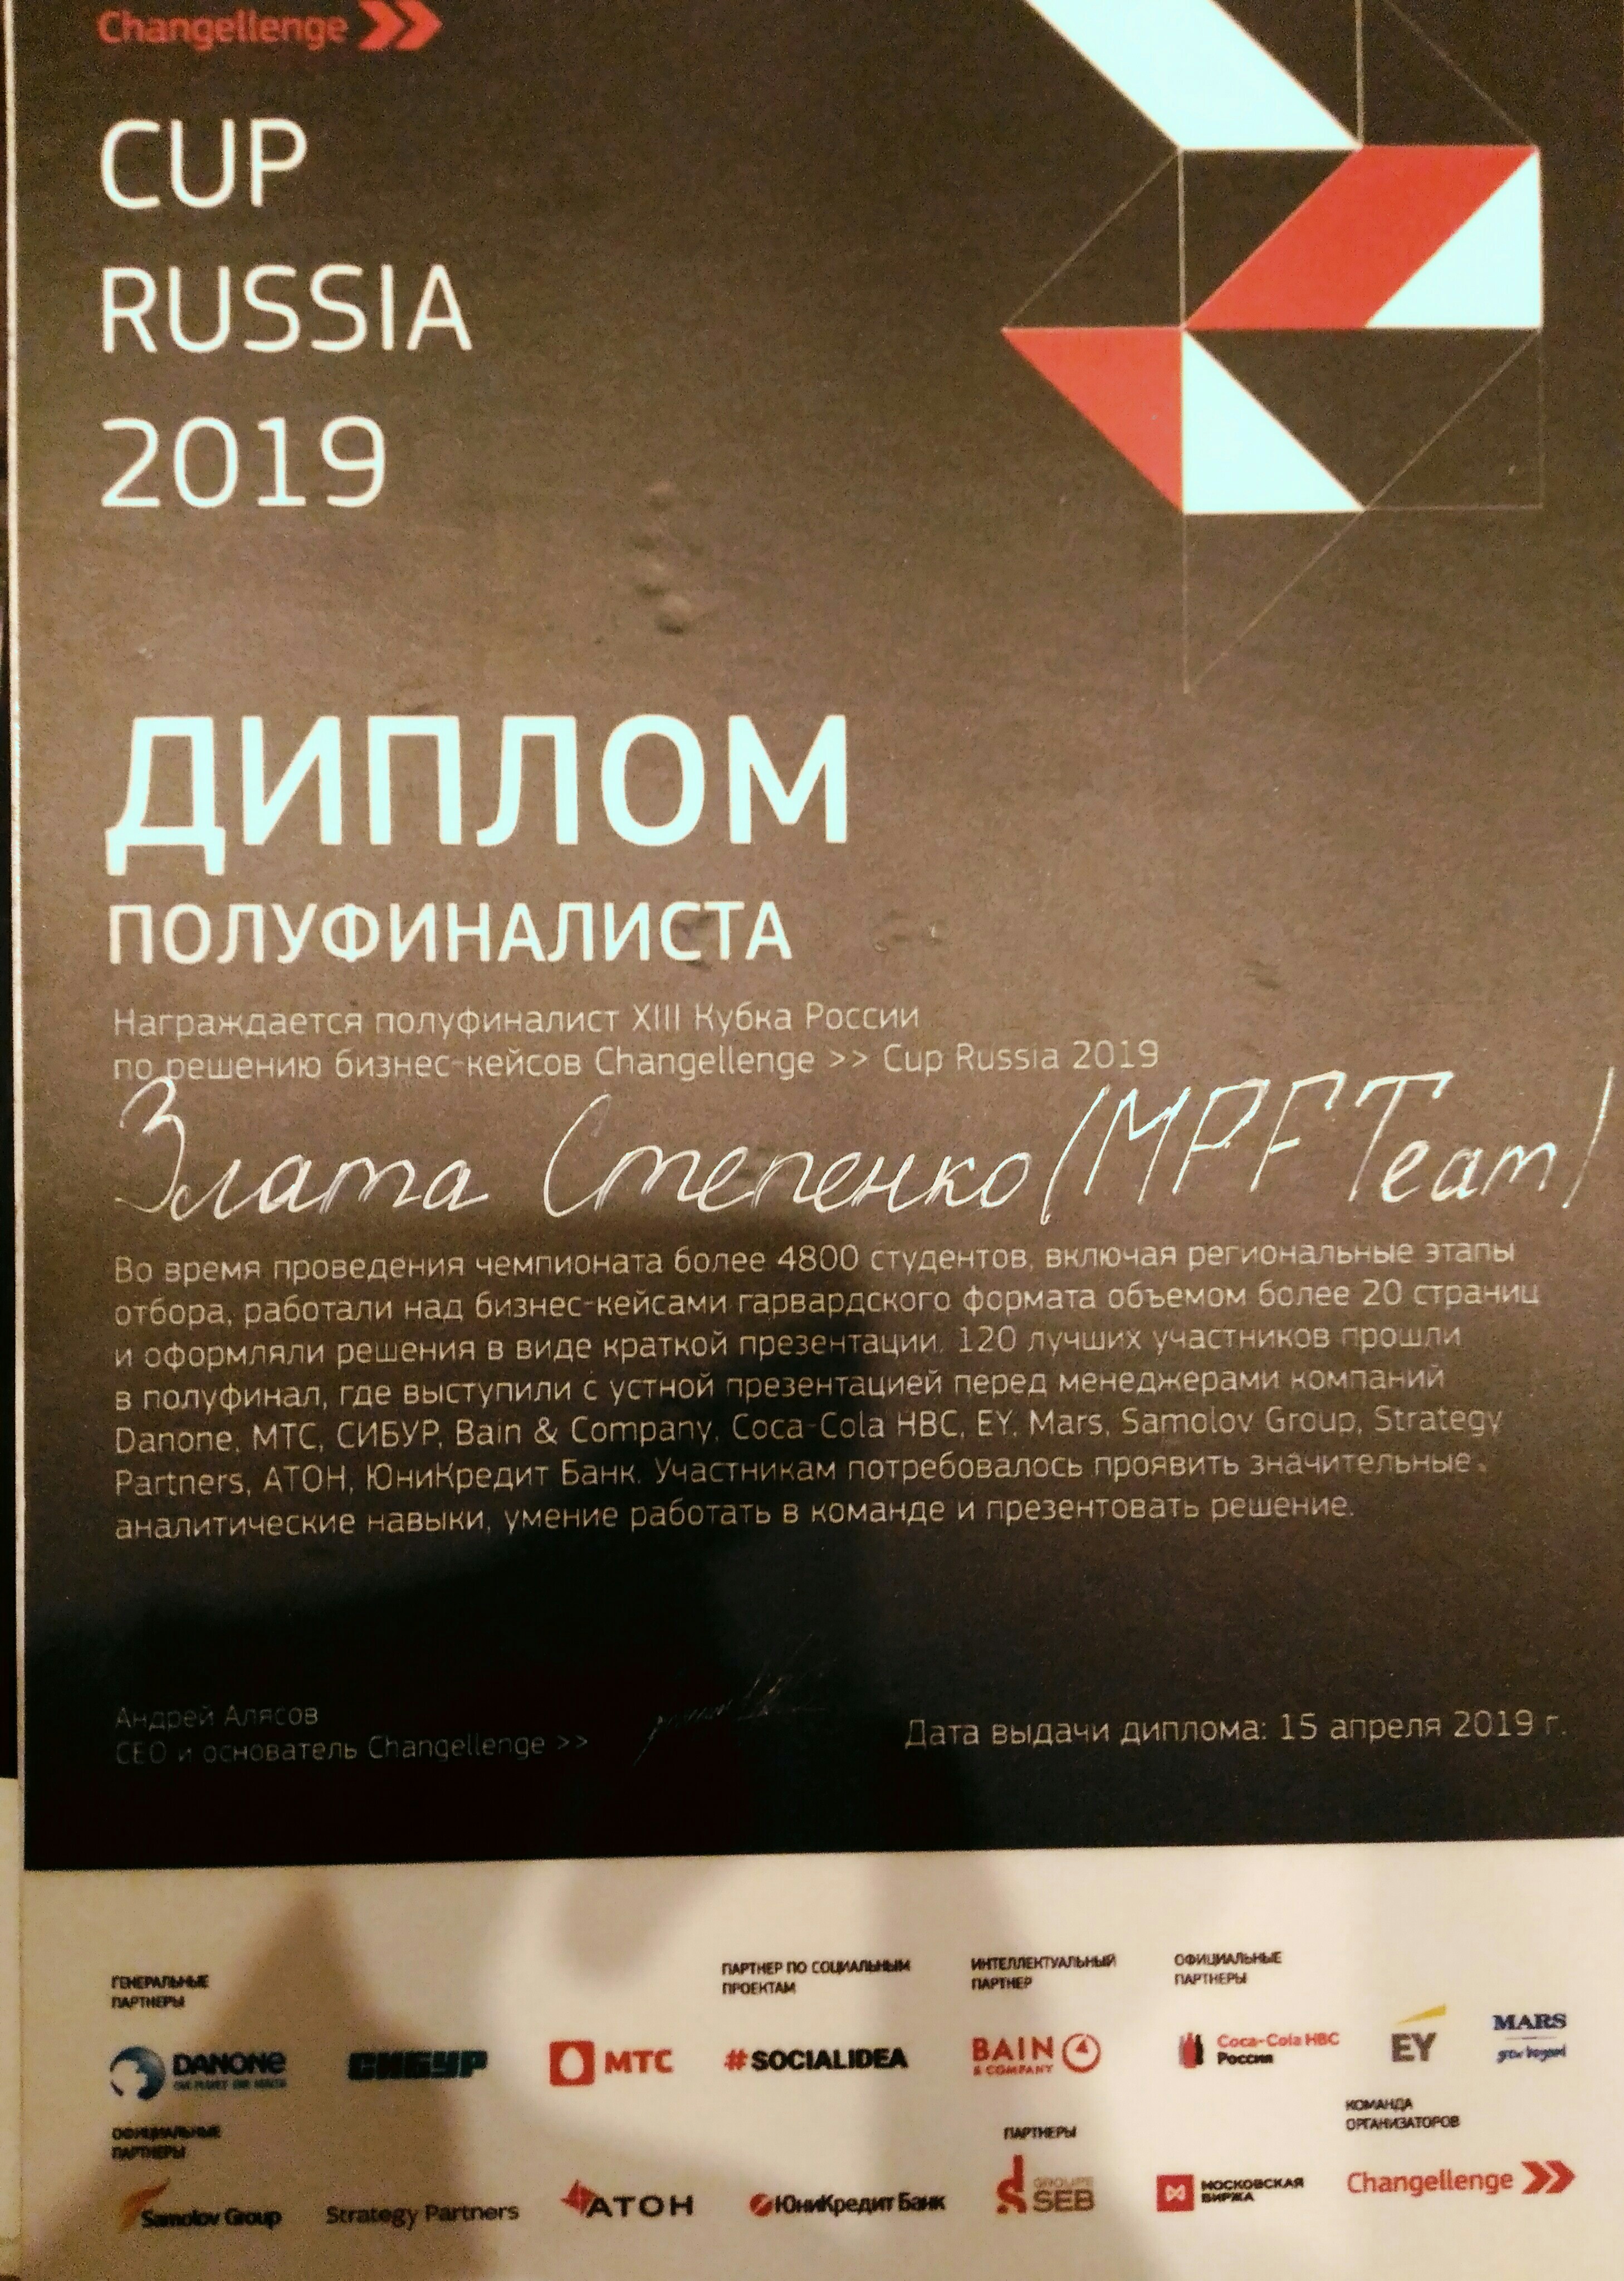 Changellenge >>
CUP
RUSSIA
2019
ДИПЛОМ
ПОЛУФИНАЛИСТА
Награждается полуфиналист XIII Кубка России
по решению бизнес-кейсов Changellenge >> Cup Russia 2019
Злата Степенко (MPF Team)
Во время проведения чемпионата более 4800 студентов, включая региональные этапы
отбора, работали над бизнес-кейсами гарвардского формата объемом более 20 страниц
и оформляли решения в виде краткой презентации. 120 лучших участников прошли
в полуфинал, где выступили с устной презентацией перед менеджерами компаний
Danone, МТС, СИБУР, Bain & Company, Coca-Cola HBC, EY, Mars, Samolov Group, Strategy
Partners, АТОН, ЮниКредит Банк. Участникам потребовалось проявить значительные
аналитические навыки, умение работать в команде и презентовать решение.
Андрей Алясов
CEO и основатель Changellenge >>
Дата выдачи диплома: 15 апреля 2019 г.
ГЕНЕРАЛЬНЫЕ
ПАРТНЕРЫ
ПАРТНЕР ПО СОЦИАЛЬНЫМ
ПРОЕКТАМ
ИНТЕЛЛЕКТУАЛЬНЫЙ
ПАРТНЕР
ОФИЦИАЛЬНЫЕ
ПАРТНЕРЫ
DANONE
ONE PLANET. ONE HEALTH
СИБУР
МТС
#SOCIALIDEA
BAIN
& COMPANY
Coca-Cola HBC
Россия
EY
MARS
ОФИЦИАЛЬНЫЕ
ПАРТНЕРЫ
ПАРТНЕРЫ
КОМАНДА
ОРГАНИЗАТОРОВ
Samolov Group
Strategy Partners
АТОН
ЮниКредит Банк
GROUPE
SEB
МОСКОВСКАЯ
БИРЖА
Changellenge >>